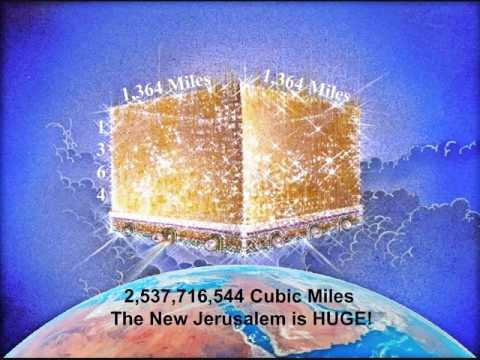 1,364 Miles
1,364 Miles
1
3
6
4
2,537,716,544 Cubic Miles
The New Jerusalem is HUGE!